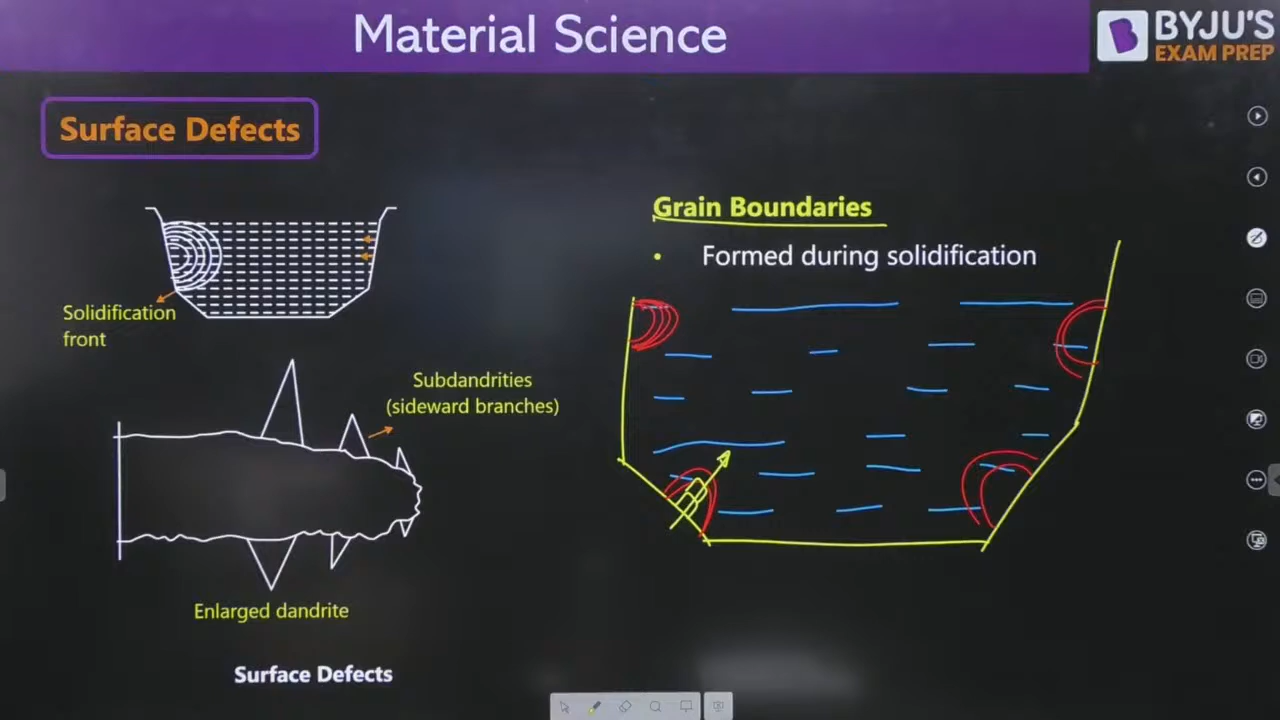 Material Science
BYJU'S
EXAM PREP
Surface Defects
Grain Boundaries
• Formed during solidification
Solidification
front
Subdandrities
(sideward branches)
Enlarged dandrite
Surface Defects